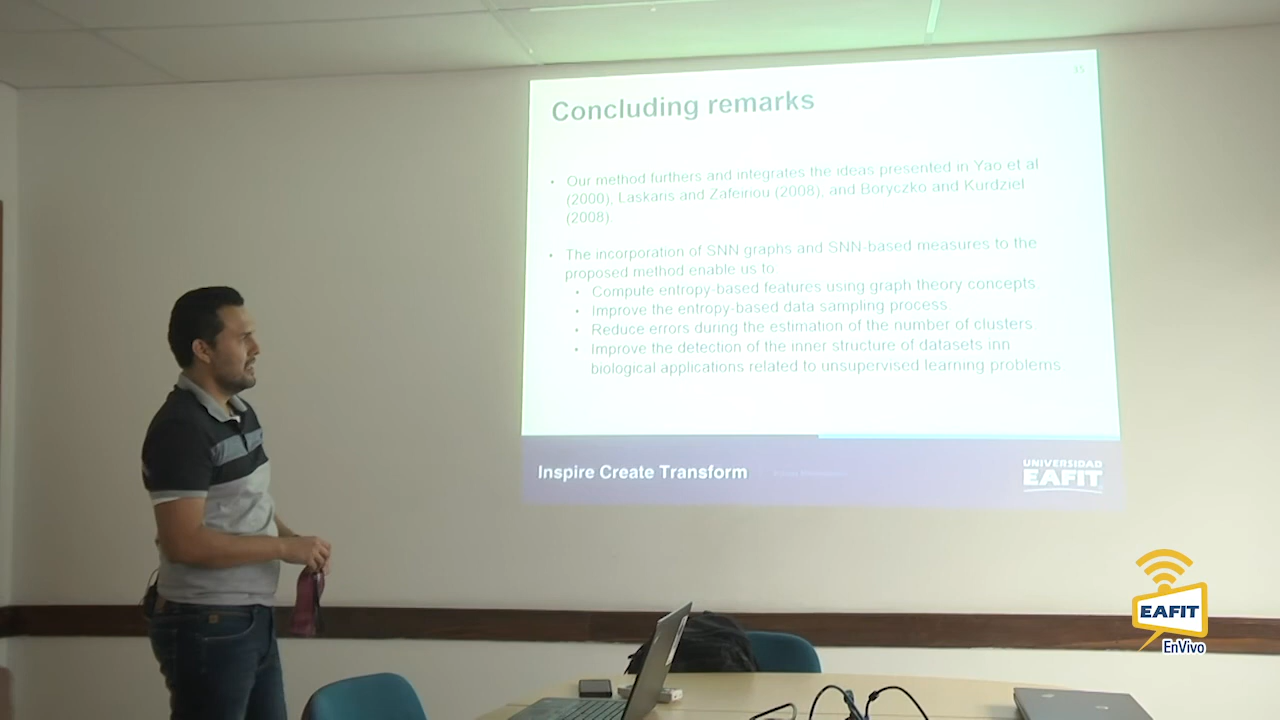 35
Concluding remarks
• Our method furthers and integrates the ideas presented in Yao et al
(2000), Laskaris and Zafeiriou (2008), and Boryczko and Kurdziel
(2008).
• The incorporation of SNN graphs and SNN-based measures to the
proposed method enable us to
• Compute entropy-based features using graph theory concepts.
• Improve the entropy-based data sampling process.
• Reduce errors during the estimation of the number of clusters.
• Improve the detection of the inner structure of datasets inn
biological applications related to unsupervised learning problems
Inspire Create Transform
UNIVERSIDAD
EAFIT
EAFIT
EnVivo